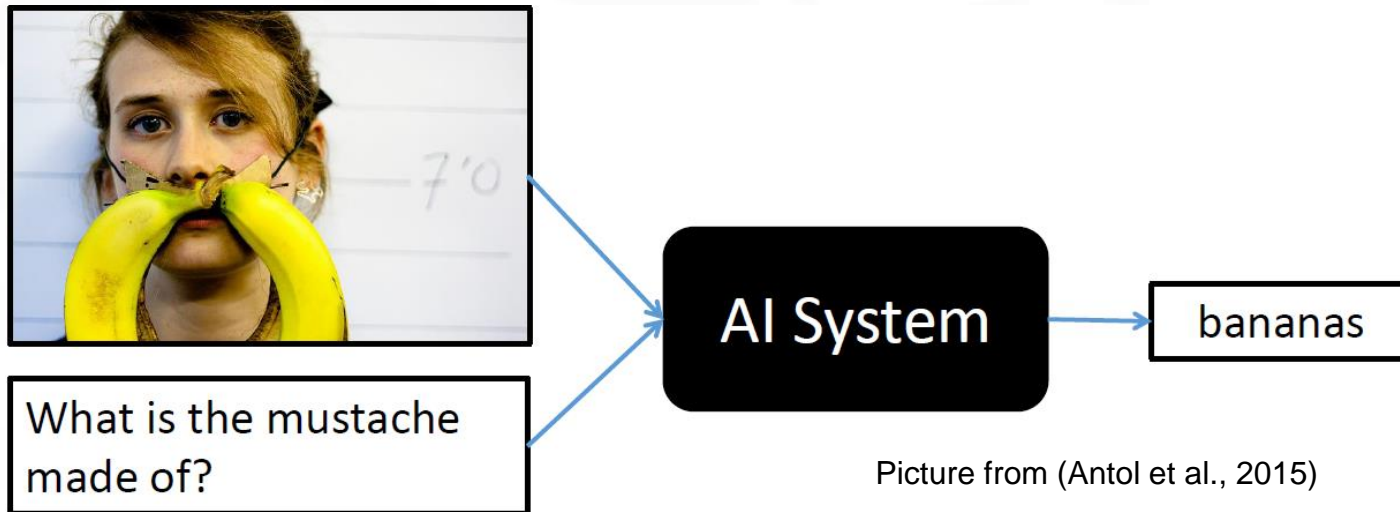 7'0
What is the mustache
made of?
AI System
bananas
Picture from (Antol et al., 2015)